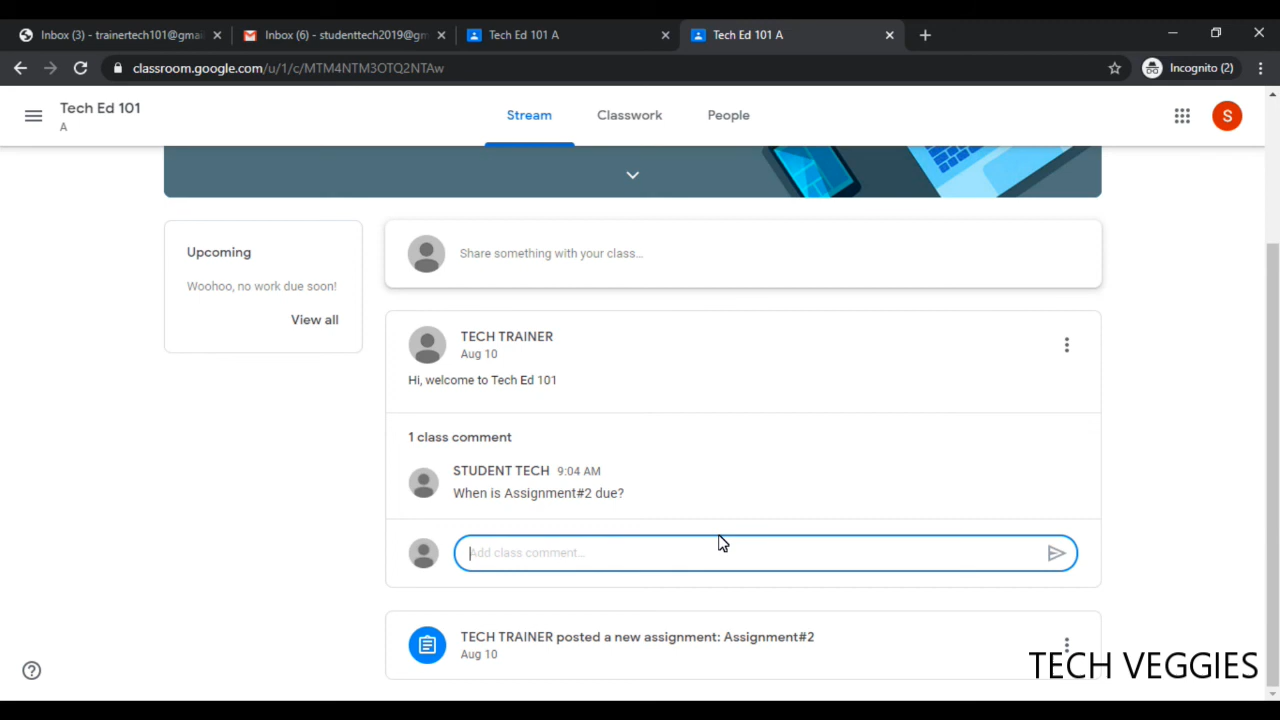 Inbox (3) - trainertech101@gmai
Inbox (6) - studenttech2019@gm
Tech Ed 101 A
Tech Ed 101 A
classroom.google.com/u/1/c/MTM4NTM3OTQ2NTAw
Incognito (2)
Tech Ed 101
A
Stream
Classwork
People
S
Upcoming
Woohoo, no work due soon!
View all
Share something with your class...
TECH TRAINER
Aug 10
Hi, welcome to Tech Ed 101
1 class comment
STUDENT TECH 9:04 AM
When is Assignment#2 due?
Add class comment...
TECH TRAINER posted a new assignment: Assignment#2
Aug 10
TECH VEGGIES